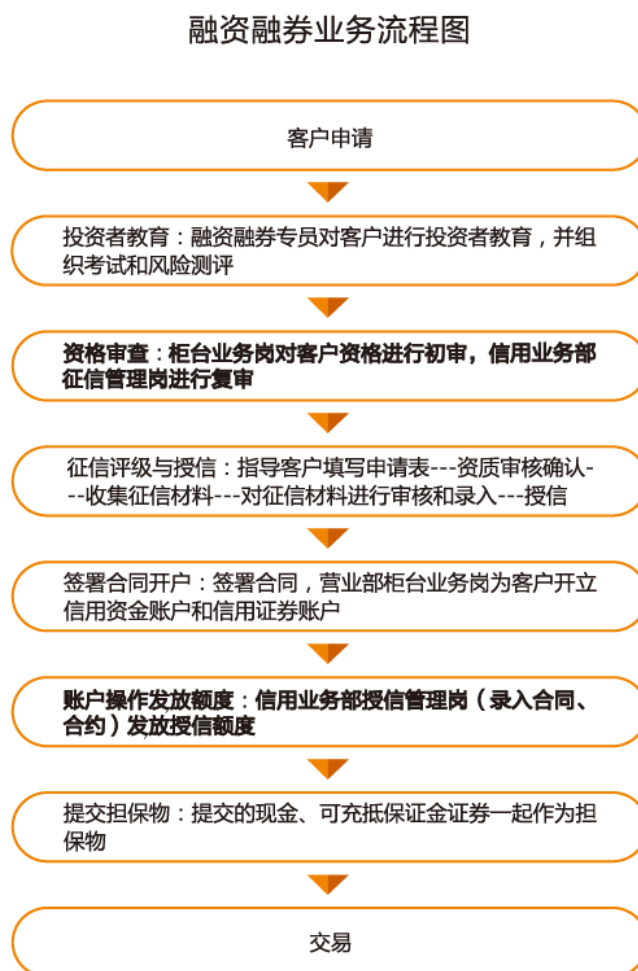 融资融券业务流程图
客户申请
投资者教育：融资融券专员对客户进行投资者教育，并组
织考试和风险测评
资格审查：柜台业务岗对客户资格进行初审，信用业务部
征信管理岗进行复审
征信评级与授信：指导客户填写申请表---资质审核确认-
--收集征信材料---对征信材料进行审核和录入---授信
签署合同开户：签署合同，营业部柜台业务岗为客户开立
信用资金账户和信用证券账户
账户操作发放额度：信用业务部授信管理岗（录入合同、
合约）发放授信额度
提交担保物：提交的现金、可充抵保证金证券一起作为担
保物
交易